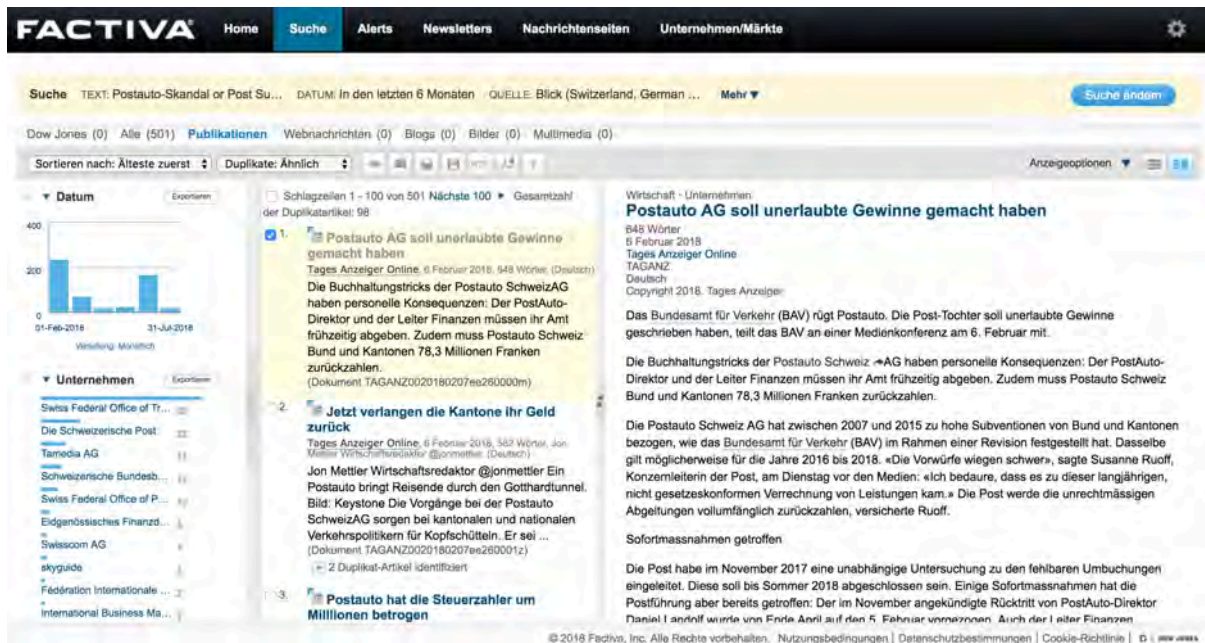 FACTIVA Home Suche Alerts Newsletters Nachrichtenseiten Unternehmen/Märkte
Suche TEXT: Postauto-Skandal or Post Su... DATUM: In den letzten 6 Monaten QUELLE: Blick (Switzerland, German ... Mehr ▼ Suche ändern
Dow Jones (0) Alle (501) Publikationen Webnachrichten (0) Blogs (0) Bilder (0) Multimedia (0)
Sortieren nach: Älteste zuerst Duplikate: Ähnlich Anzeigeoptionen ▼
▼ Datum Exportieren
400
200
0
01-Feb-2018 31-Jul-2018
Verteilung: Monatlich
▼ Unternehmen Exportieren
Swiss Federal Office of Tr...
Die Schweizerische Post
Tamedia AG
Schweizerische Bundesb...
Swiss Federal Office of P...
Eidgenössisches Finanzd...
Swisscom AG
skyguide
Fédération Internationale ...
International Business Ma...
Schlagzeilen 1 - 100 von 501 Nächste 100 ► Gesamtzahl
der Duplikatartikel: 98
1. Postauto AG soll unerlaubte Gewinne
gemacht haben
Tages Anzeiger Online, 6 Februar 2018, 648 Wörter, (Deutsch)
Die Buchhaltungstricks der Postauto SchweizAG
haben personelle Konsequenzen: Der PostAuto-
Direktor und der Leiter Finanzen müssen ihr Amt
frühzeitig abgeben. Zudem muss Postauto Schweiz
Bund und Kantonen 78,3 Millionen Franken
zurückzahlen.
(Dokument TAGANZ0020180207ee260000m)
2. Jetzt verlangen die Kantone ihr Geld
zurück
Tages Anzeiger Online, 6 Februar 2018, 582 Wörter, Jon
Mettler Wirtschaftsredaktor @jonmettler, (Deutsch)
Jon Mettler Wirtschaftsredaktor @jonmettler Ein
Postauto bringt Reisende durch den Gotthardtunnel.
Bild: Keystone Die Vorgänge bei der Postauto
SchweizAG sorgen bei kantonalen und nationalen
Verkehrspolitikern für Kopfschütteln. Er sei ...
(Dokument TAGANZ0020180207ee260001z)
2 Duplikat-Artikel identifiziert
3. Postauto hat die Steuerzahler um
Millionen betrogen
Wirtschaft - Unternehmen
Postauto AG soll unerlaubte Gewinne gemacht haben
648 Wörter
6 Februar 2018
Tages Anzeiger Online
TAGANZ
Deutsch
Copyright 2018. Tages Anzeiger
Das Bundesamt für Verkehr (BAV) rügt Postauto. Die Post-Tochter soll unerlaubte Gewinne
geschrieben haben, teilt das BAV an einer Medienkonferenz am 6. Februar mit.
Die Buchhaltungstricks der Postauto Schweiz AG haben personelle Konsequenzen: Der PostAuto-
Direktor und der Leiter Finanzen müssen ihr Amt frühzeitig abgeben. Zudem muss Postauto Schweiz
Bund und Kantonen 78,3 Millionen Franken zurückzahlen.
Die Postauto Schweiz AG hat zwischen 2007 und 2015 zu hohe Subventionen von Bund und Kantonen
bezogen, wie das Bundesamt für Verkehr (BAV) im Rahmen einer Revision festgestellt hat. Dasselbe
gilt möglicherweise für die Jahre 2016 bis 2018. «Die Vorwürfe wiegen schwer», sagte Susanne Ruoff,
Konzernleiterin der Post, am Dienstag vor den Medien: «Ich bedaure, dass es zu dieser langjährigen,
nicht gesetzeskonformen Verrechnung von Leistungen kam.» Die Post werde die unrechtmässigen
Abgeltungen vollumfänglich zurückzahlen, versicherte Ruoff.
Sofortmassnahmen getroffen
Die Post habe im November 2017 eine unabhängige Untersuchung zu den fehlbaren Umbuchungen
eingeleitet. Diese soll bis Sommer 2018 abgeschlossen sein. Einige Sofortmassnahmen hat die
Postführung aber bereits getroffen: Der im November angekündigte Rücktritt von PostAuto-Direktor
Daniel Landolf wurde von Ende April auf den 5. Februar vorgezogen. Auch der Leiter Finanzen
© 2018 Factiva, Inc. Alle Rechte vorbehalten. Nutzungsbedingungen | Datenschutzbestimmungen | Cookie-Richtlinie |